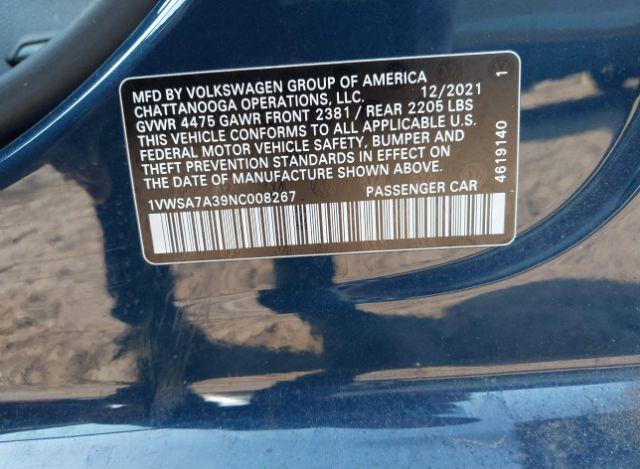 MFD BY VOLKSWAGEN GROUP OF AMERICA
CHATTANOOGA OPERATIONS, LLC. 12/2021
GVWR 4475 GAWR FRONT 2381 / REAR 2205 LBS
THIS VEHICLE CONFORMS TO ALL APPLICABLE U.S.
FEDERAL MOTOR VEHICLE SAFETY, BUMPER AND
THEFT PREVENTION STANDARDS IN EFFECT ON
THE DATE OF MANUFACTURE SHOWN ABOVE.
1VWSA7A39NC008267 PASSENGER CAR
4619140 1